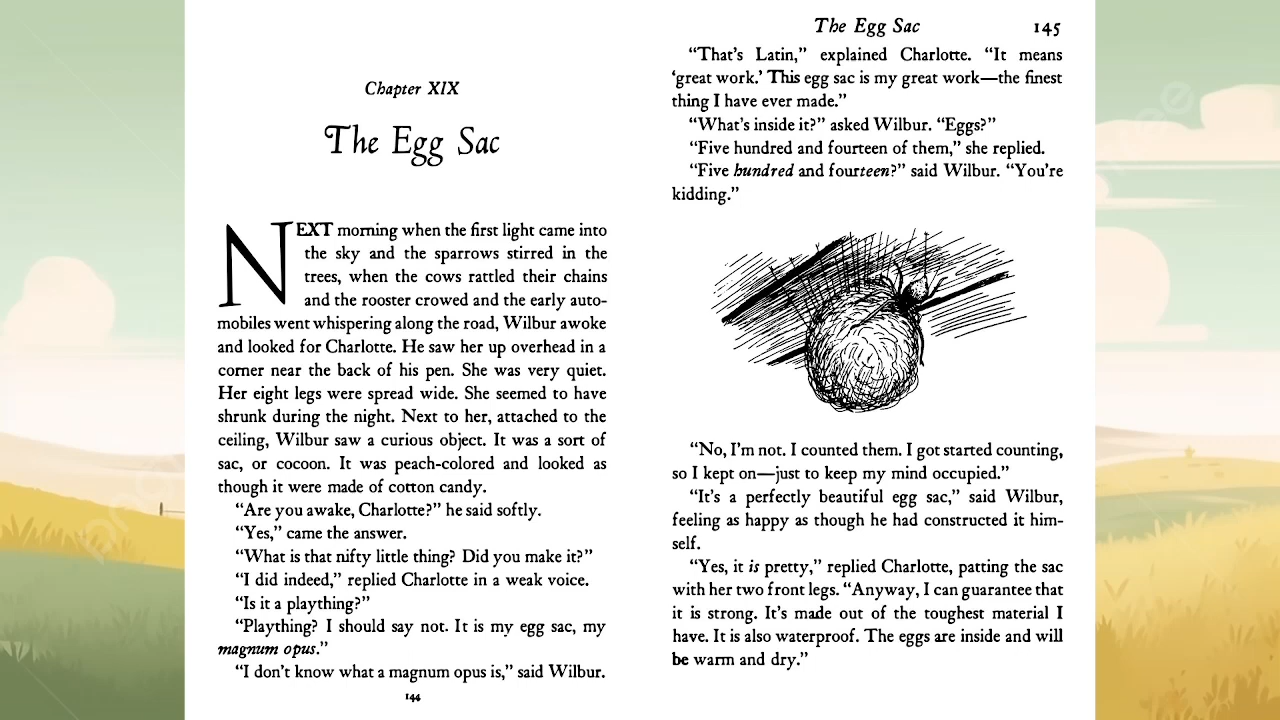 Chapter XIX
The Egg Sac
NEXT morning when the first light came into
the sky and the sparrows stirred in the
trees, when the cows rattled their chains
and the rooster crowed and the early auto-
mobiles went whispering along the road, Wilbur awoke
and looked for Charlotte. He saw her up overhead in a
corner near the back of his pen. She was very quiet.
Her eight legs were spread wide. She seemed to have
shrunk during the night. Next to her, attached to the
ceiling, Wilbur saw a curious object. It was a sort of
sac, or cocoon. It was peach-colored and looked as
though it were made of cotton candy.
“Are you awake, Charlotte?” he said softly.
“Yes,” came the answer.
“What is that nifty little thing? Did you make it?”
“I did indeed,” replied Charlotte in a weak voice.
“Is it a plaything?”
“Plaything? I should say not. It is my egg sac, my
magnum opus.”
“I don't know what a magnum opus is,” said Wilbur.
144
The Egg Sac 145
“That's Latin,” explained Charlotte. “It means
‘great work.’ This egg sac is my great work—the finest
thing I have ever made.”
“What's inside it?” asked Wilbur. “Eggs?”
“Five hundred and fourteen of them,” she replied.
“Five hundred and fourteen?” said Wilbur. “You're
kidding.”
“No, I'm not. I counted them. I got started counting,
so I kept on—just to keep my mind occupied.”
“It's a perfectly beautiful egg sac,” said Wilbur,
feeling as happy as though he had constructed it him-
self.
“Yes, it is pretty,” replied Charlotte, patting the sac
with her two front legs. “Anyway, I can guarantee that
it is strong. It's made out of the toughest material I
have. It is also waterproof. The eggs are inside and will
be warm and dry.”